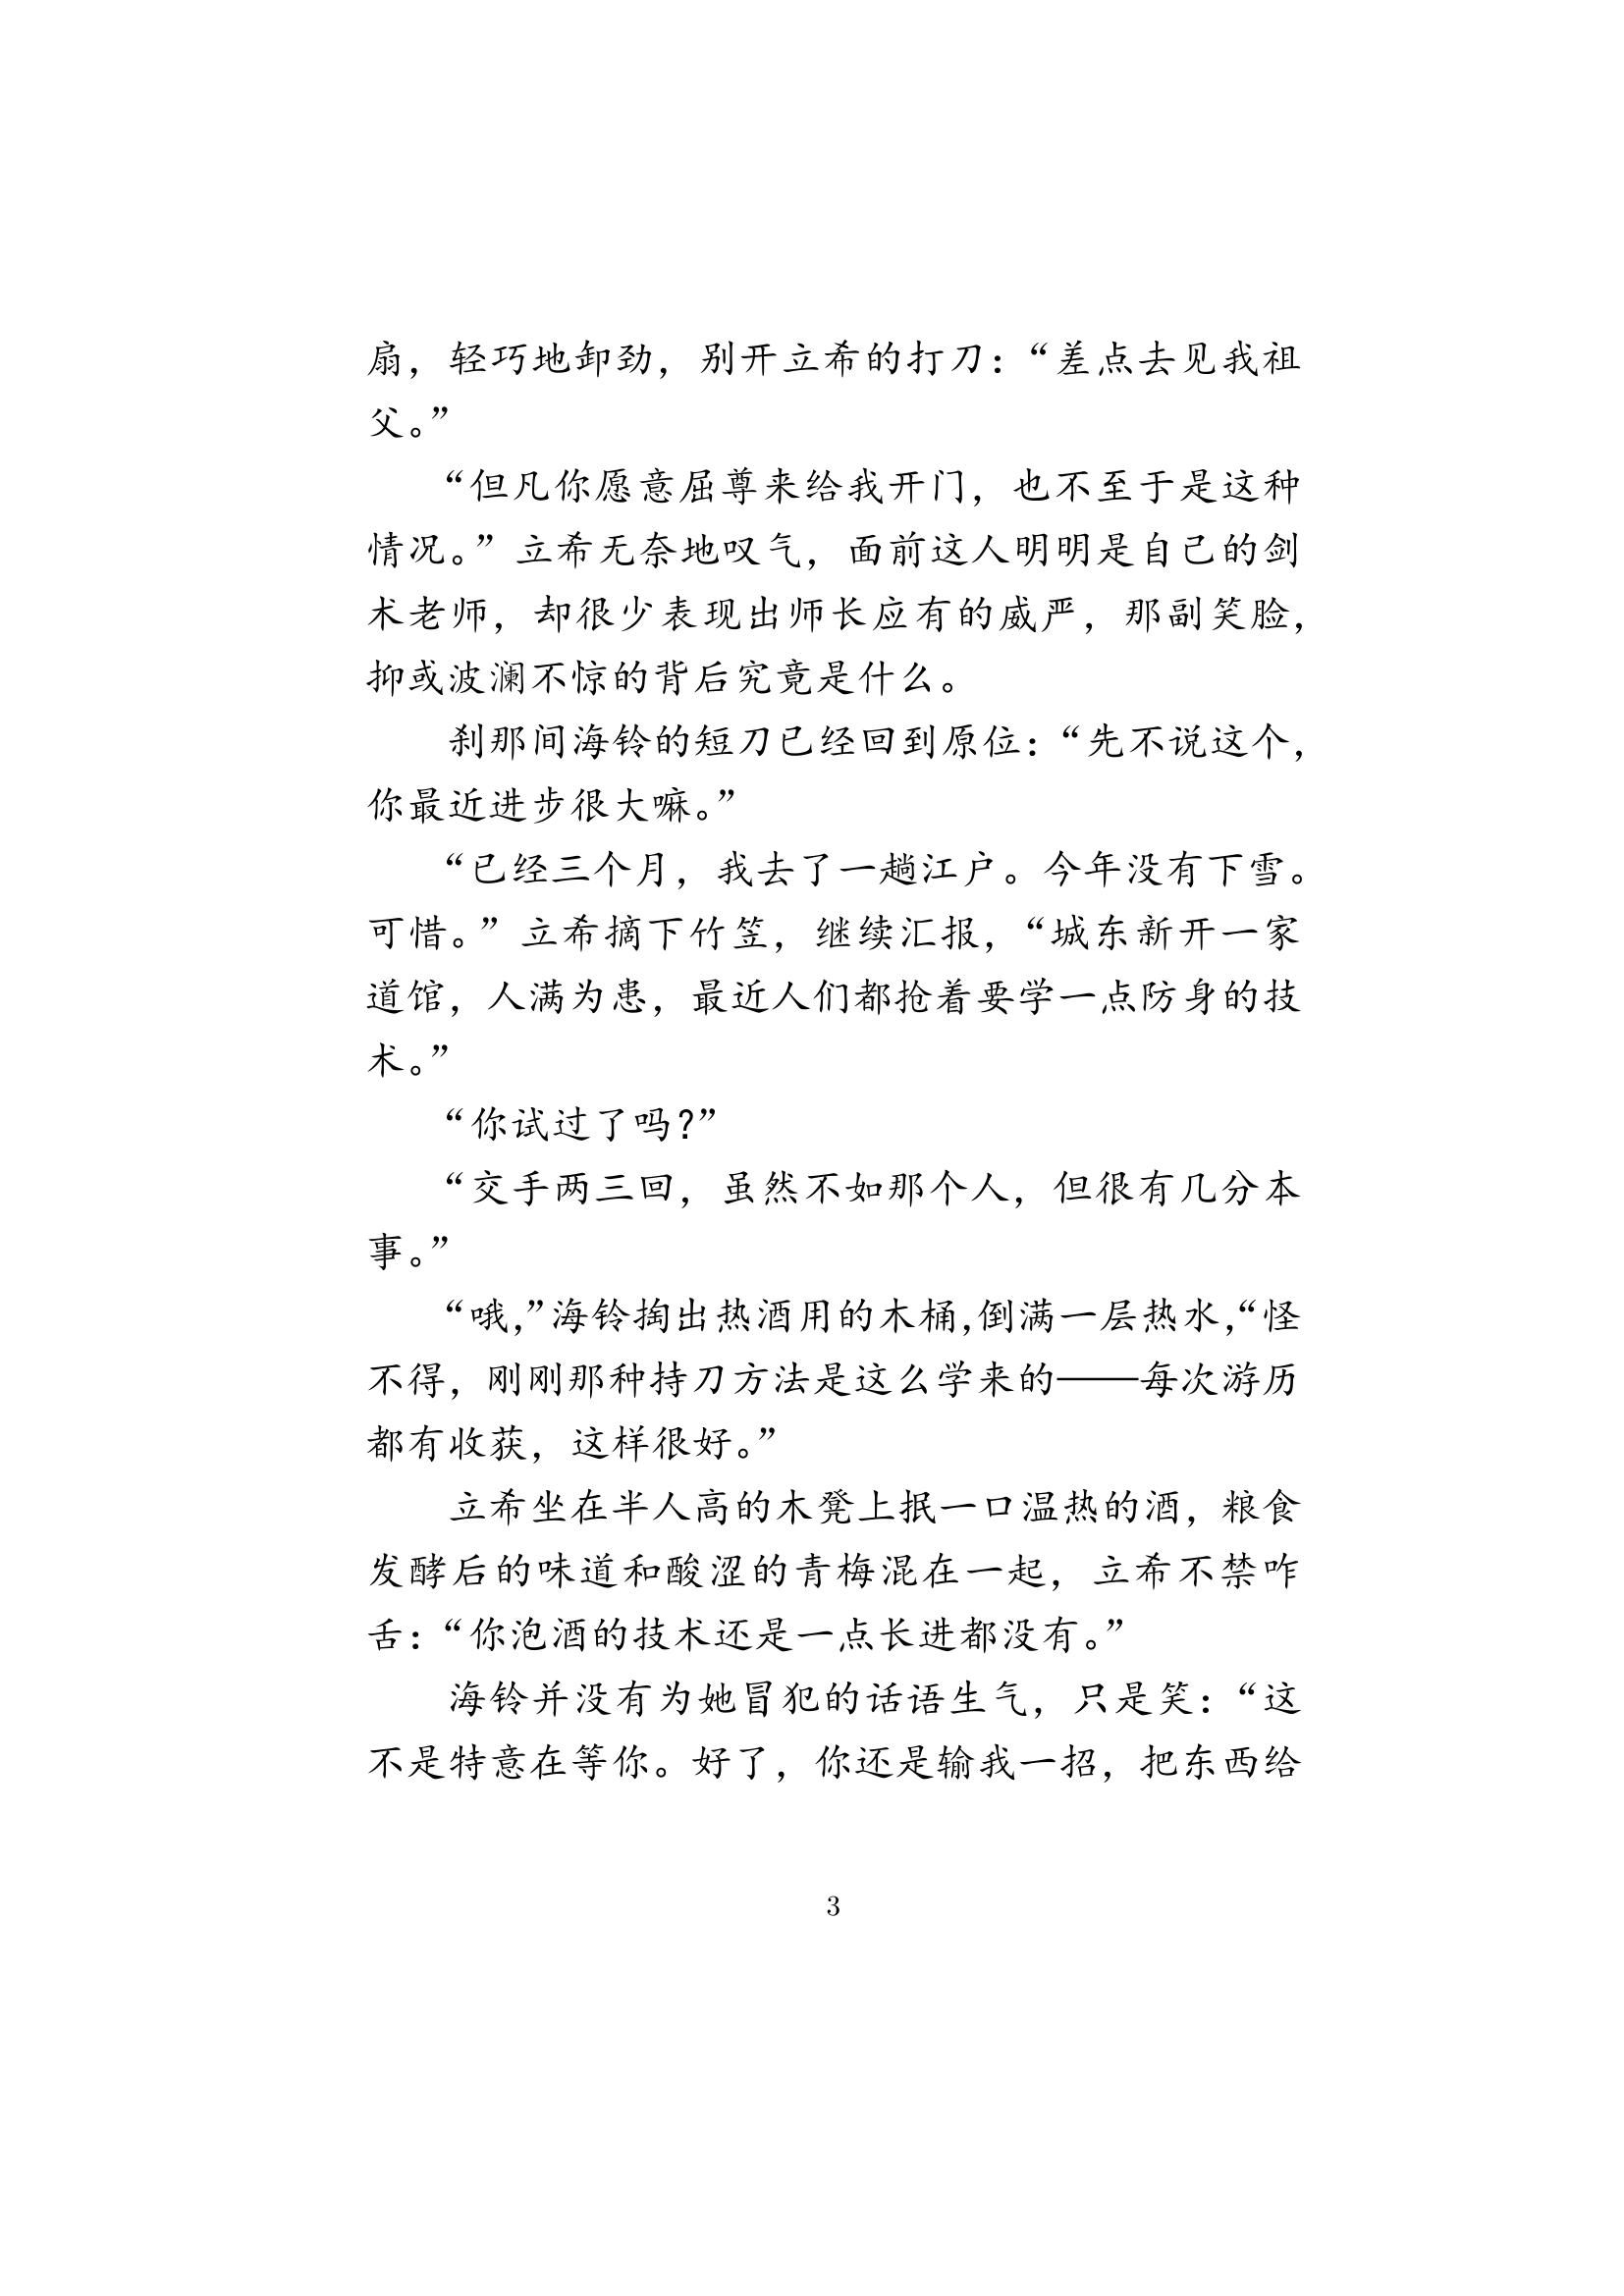 扇，轻巧地卸劲，别开立希的打刀：“差点去见我祖
父。”
“但凡你愿意屈尊来给我开门，也不至于是这种
情况。”立希无奈地叹气，面前这人明明是自己的剑
术老师，却很少表现出师长应有的威严，那副笑脸，
抑或波澜不惊的背后究竟是什么。
刹那间海铃的短刀已经回到原位：“先不说这个，
你最近进步很大嘛。”
“已经三个月，我去了一趟江户。今年没有下雪。
可惜。”立希摘下竹笠，继续汇报，“城东新开一家
道馆，人满为患，最近人们都抢着要学一点防身的技
术。”
“你试过了吗？”
“交手两三回，虽然不如那个人，但很有几分本
事。”
“哦，”海铃掏出热酒用的木桶，倒满一层热水，“怪
不得，刚刚那种持刀方法是这么学来的——每次游历
都有收获，这样很好。”
立希坐在半人高的木凳上抿一口温热的酒，粮食
发酵后的味道和酸涩的青梅混在一起，立希不禁咋
舌：“你泡酒的技术还是一点长进都没有。”
海铃并没有为她冒犯的话语生气，只是笑：“这
不是特意在等你。好了，你还是输我一招，把东西给
3